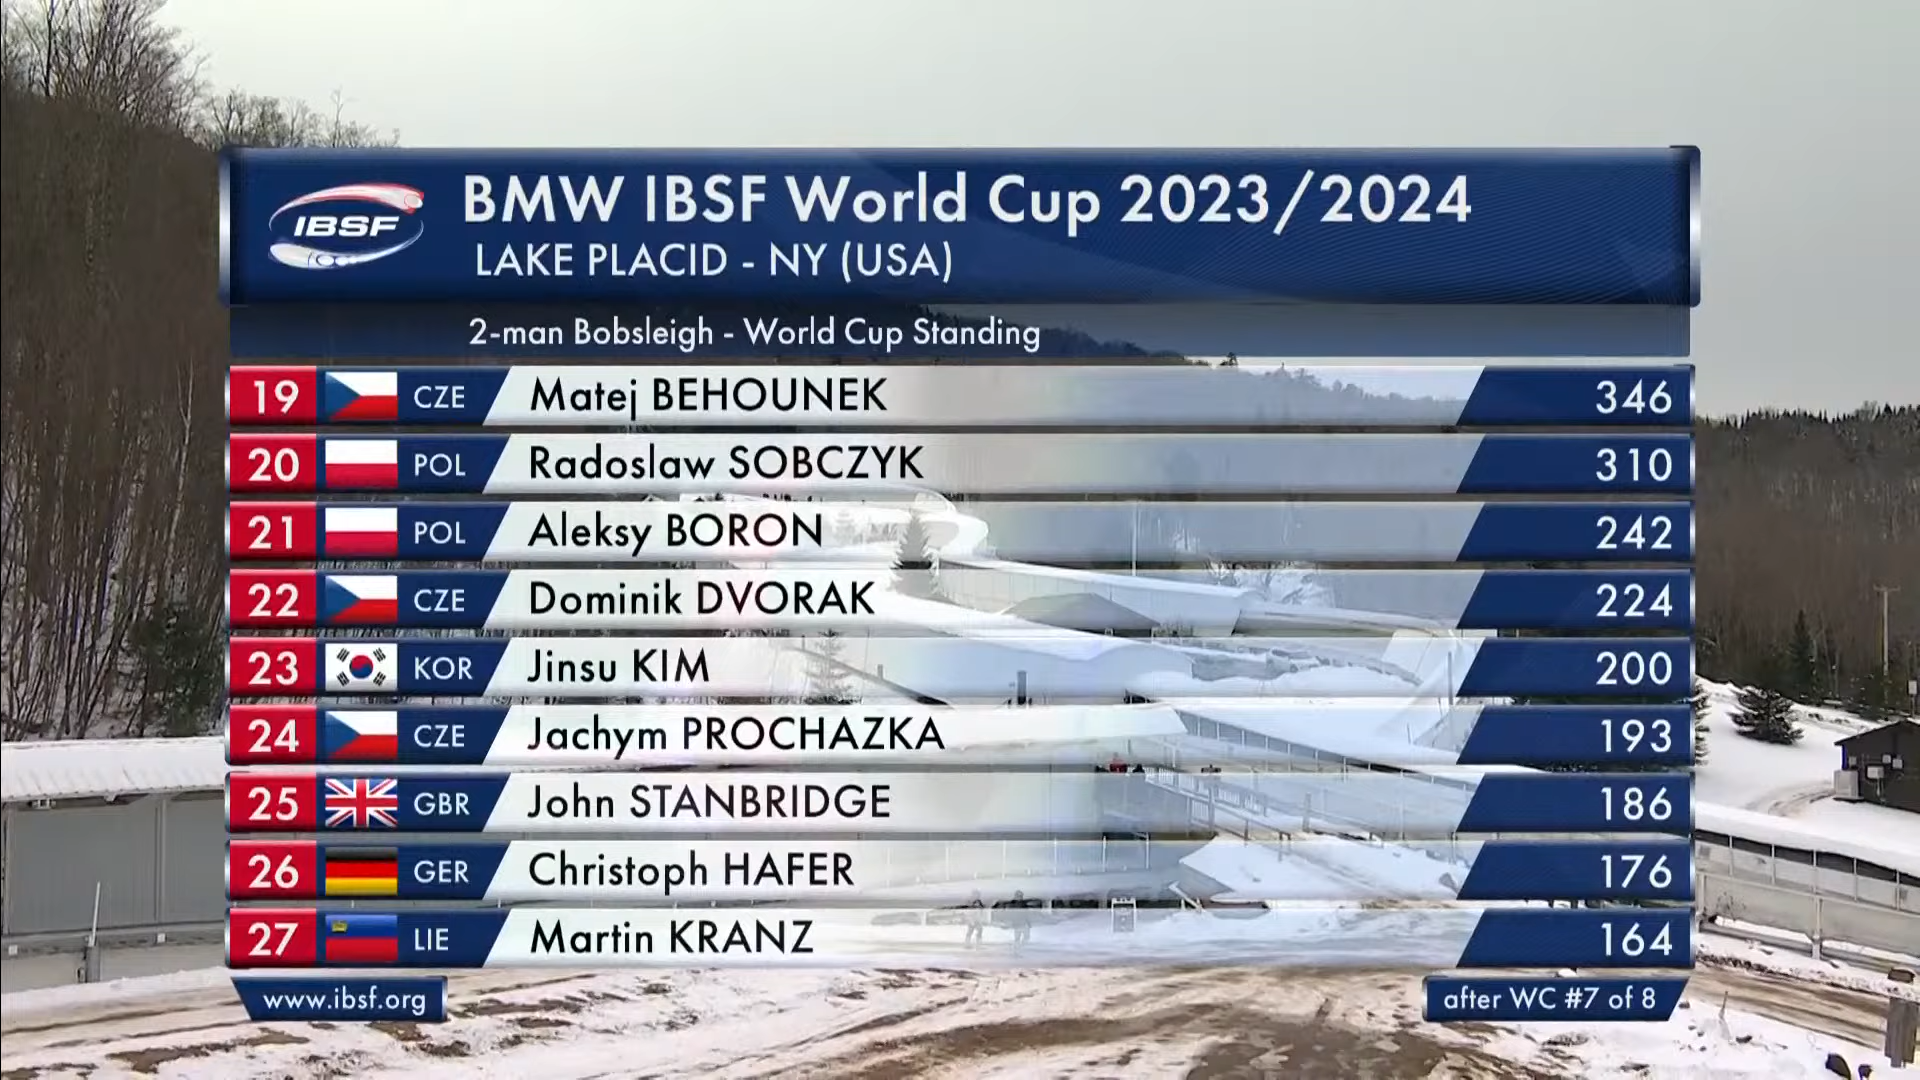 IBSF
BMW IBSF World Cup 2023/2024
LAKE PLACID - NY (USA)
2-man Bobsleigh - World Cup Standing
19 CZE Matej BEHOUNEK 346
20 POL Radoslaw SOBCZYK 310
21 POL Aleksy BORON 242
22 CZE Dominik DVORAK 224
23 KOR Jinsu KIM 200
24 CZE Jachym PROCHAZKA 193
25 GBR John STANBRIDGE 186
26 GER Christoph HAFER 176
27 LIE Martin KRANZ 164
www.ibsf.org
after WC #7 of 8